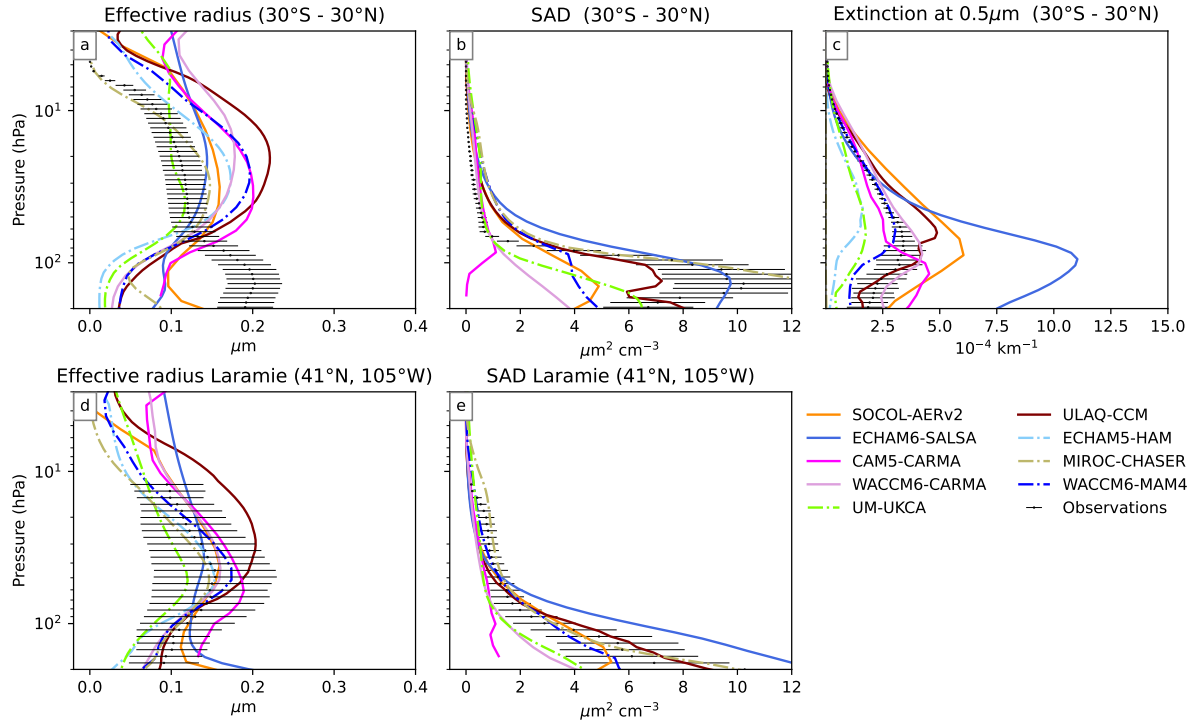 Effective radius (30°S - 30°N)
SAD (30°S - 30°N)
Extinction at 0.5μm (30°S - 30°N)
a
b
c
Pressure (hPa)
10¹
10²
0.0 0.1 0.2 0.3 0.4
μm
0 2 4 6 8 10 12
μm² cm⁻³
2.5 5.0 7.5 10.0 12.5 15.0
10⁻⁴ km⁻¹
Effective radius Laramie (41°N, 105°W)
SAD Laramie (41°N, 105°W)
d
e
Pressure (hPa)
10¹
10²
0.0 0.1 0.2 0.3 0.4
μm
0 2 4 6 8 10 12
μm² cm⁻³
SOCOL-AERv2
ECHAM6-SALSA
CAM5-CARMA
WACCM6-CARMA
UM-UKCA
ULAQ-CCM
ECHAM5-HAM
MIROC-CHASER
WACCM6-MAM4
Observations